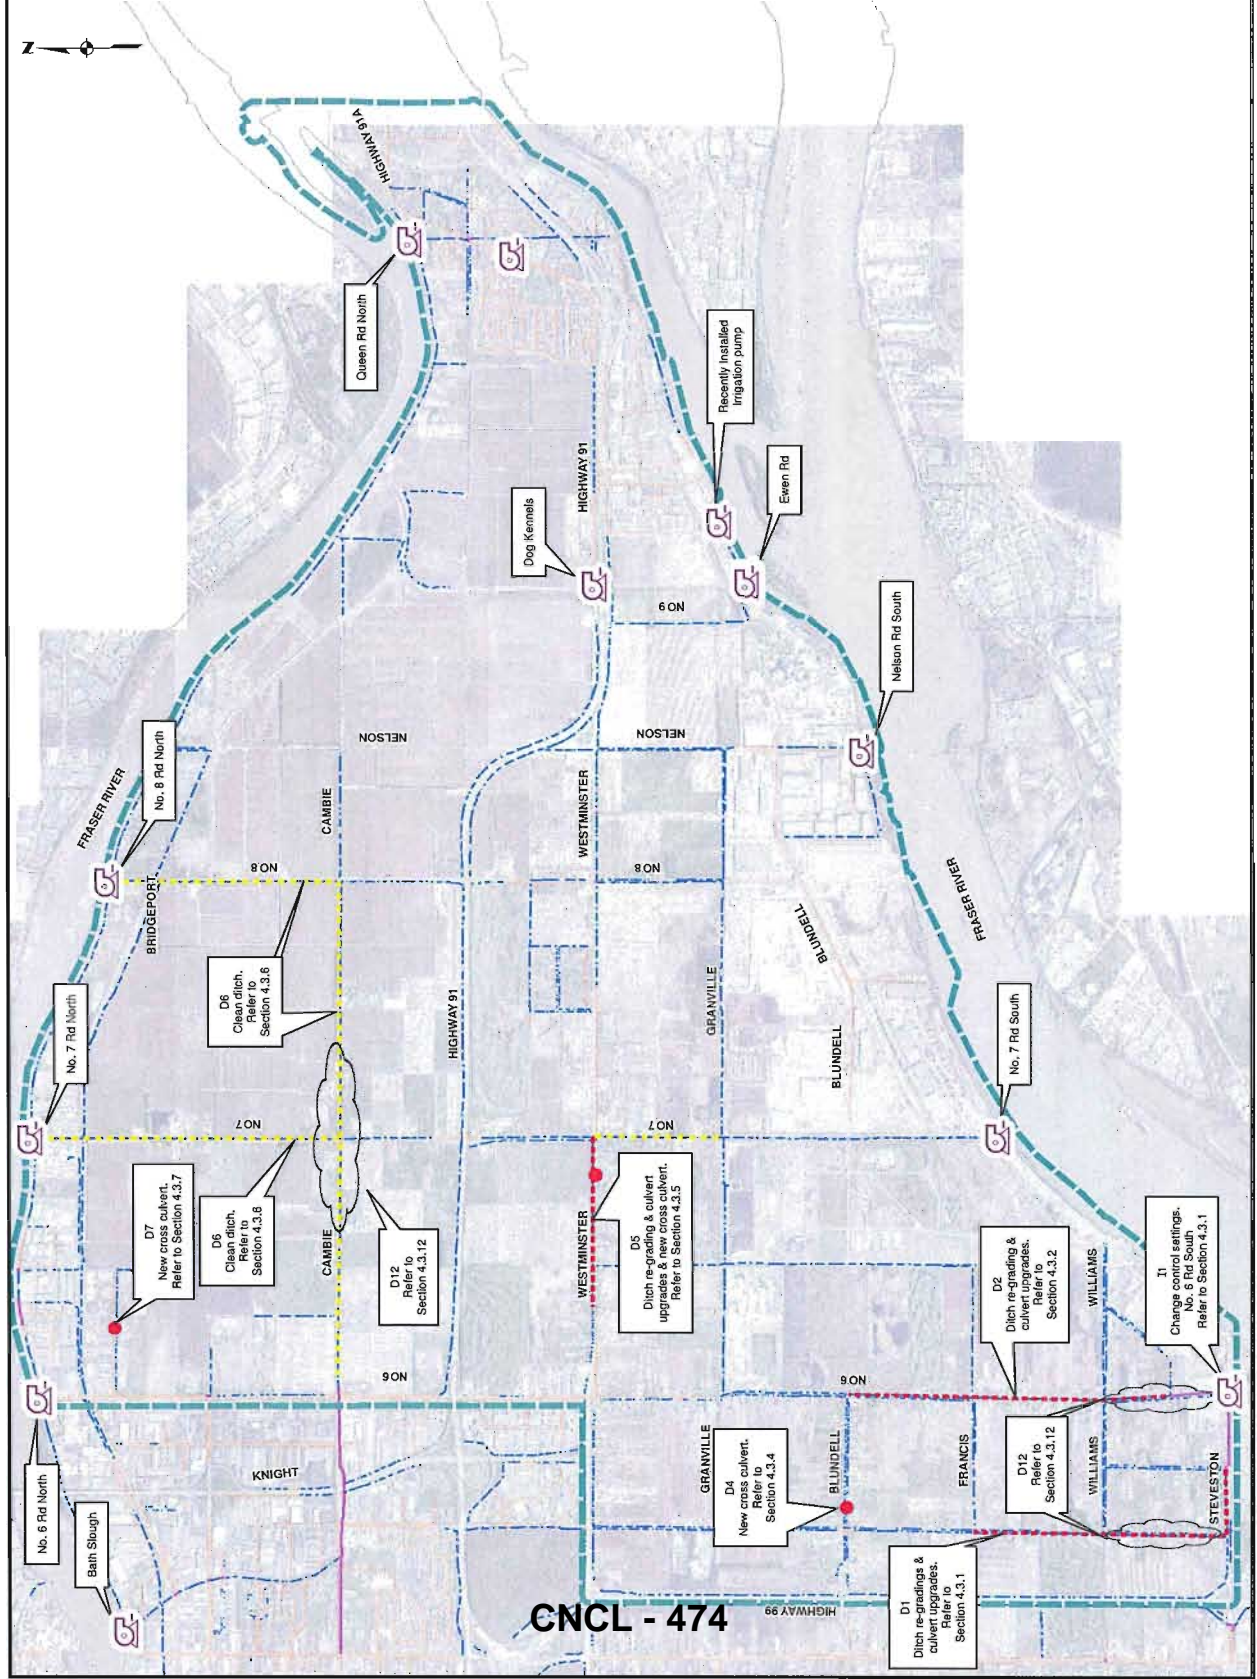 Z
HIGHWAY 91A
Queen Rd North
Recently Installed
Irrigation pump
Ewen Rd
HIGHWAY 91
Dog Kennels
NO 9
Nelson Rd South
NELSON
NELSON
FRASER RIVER
No. 8 Rd North
CAMBIE
WESTMINSTER
NO 8
NO 8
BRIDGEPORT
FRASER RIVER
BLUNDELL
D6
Clean ditch.
Refer to
Section 4.3.6
No. 7 Rd North
HIGHWAY 91
GRANVILLE
BLUNDELL
No. 7 Rd South
NO 7
NO 7
D7
New cross culvert.
Refer to Section 4.3.7
D6
Clean ditch.
Refer to
Section 4.3.6
CAMBIE
D12
Refer to
Section 4.3.12
WESTMINSTER
D5
Ditch re-grading & culvert
upgrades & new cross culvert.
Refer to Section 4.3.5
D2
Ditch re-grading &
culvert upgrades.
Refer to
Section 4.3.2
WILLIAMS
I1
Change control settings.
No. 6 Rd South
Refer to Section 4.3.1
NO 6
NO 6
No. 6 Rd North
KNIGHT
GRANVILLE
D4
New cross culvert.
Refer to
Section 4.3.4
BLUNDELL
FRANCIS
D12
Refer to
Section 4.3.12
WILLIAMS
STEVESTON
Bath Slough
HIGHWAY 99
D1
Ditch re-gradings &
culvert upgrades.
Refer to
Section 4.3.1
CNCL - 474